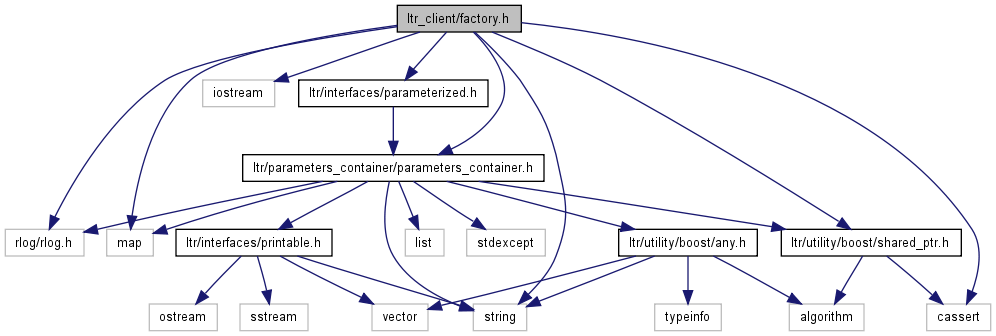 ltr_client/factory.h
iostream
ltr/interfaces/parameterized.h
ltr/parameters_container/parameters_container.h
rlog/rlog.h
map
ltr/interfaces/printable.h
list
stdexcept
ltr/utility/boost/any.h
ltr/utility/boost/shared_ptr.h
ostream
sstream
vector
string
typeinfo
algorithm
cassert